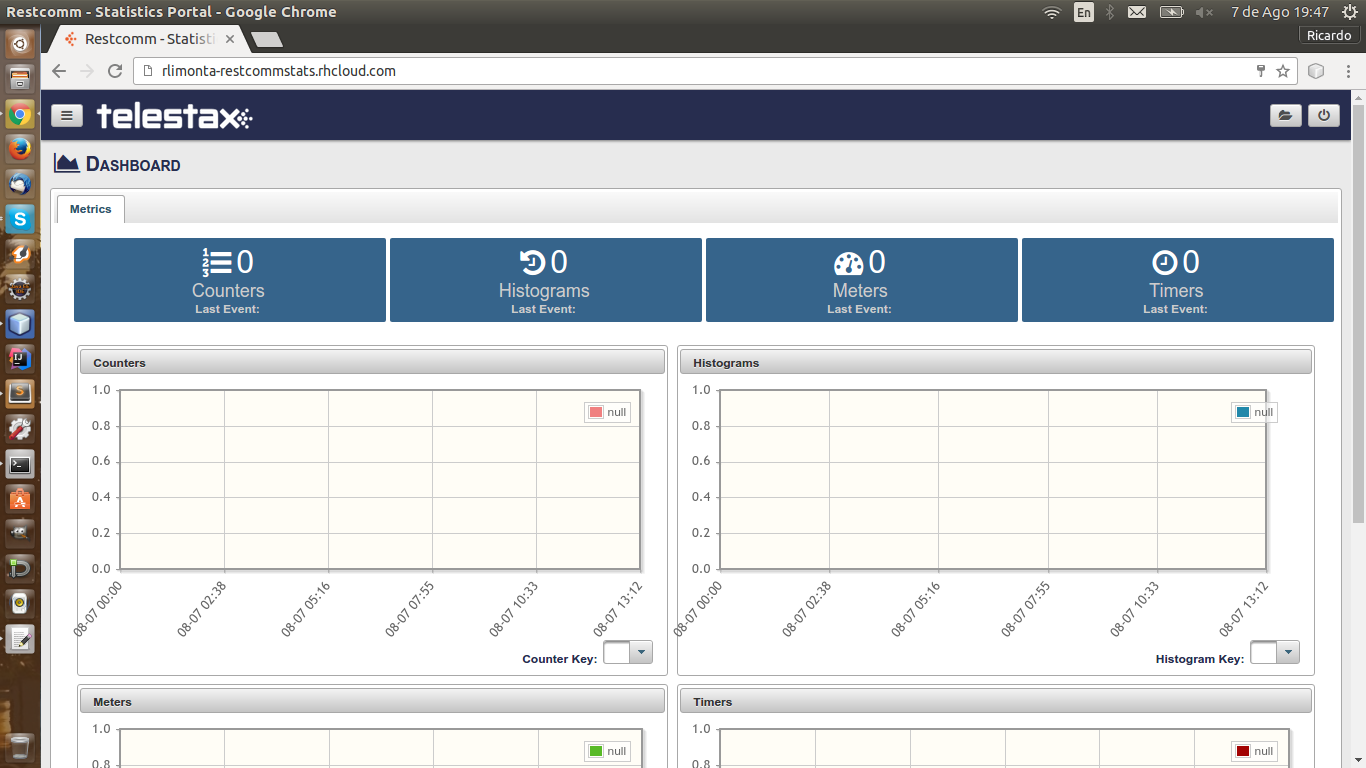 Restcomm - Statistics Portal - Google Chrome
En
7 de Ago 19:47
Restcomm - Statisti
Ricardo
rlimonta-restcommstats.rhcloud.com
telestax
DASHBOARD
Metrics
0
Counters
Last Event:
0
Histograms
Last Event:
0
Meters
Last Event:
0
Timers
Last Event:
Counters
1.0
0.8
0.6
0.4
0.2
0.0
null
08-07 00:00
08-07 02:38
08-07 05:16
08-07 07:55
08-07 10:33
08-07 13:12
Counter Key:
Histograms
1.0
0.8
0.6
0.4
0.2
0.0
null
08-07 00:00
08-07 02:38
08-07 05:16
08-07 07:55
08-07 10:33
08-07 13:12
Histogram Key:
Meters
1.0
0.8
null
Timers
1.0
0.8
null